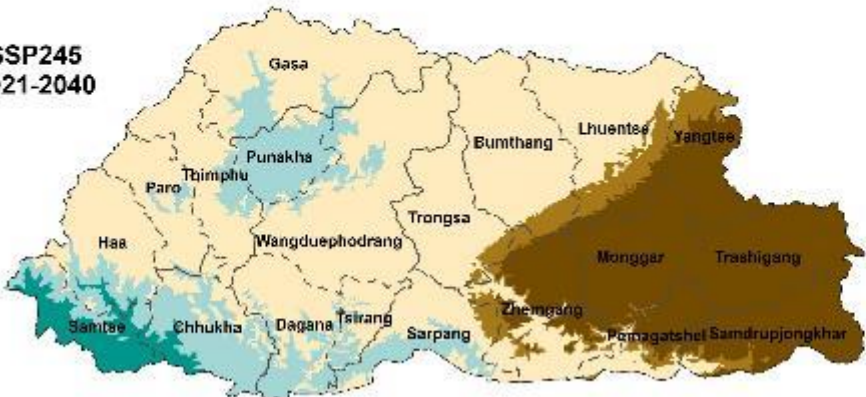 SSP245
021-2040
Gasa
Lhuentse
Yangtse
Bumthang
Punakha
Thimphu
Paro
Trongsa
Haa
Wangduephodrang
Monggar
Trashigang
Zhemgang
Samtse
Chhukha
Dagana
Tsirang
Sarpang
Pemagatshel
Samdrupjongkhar